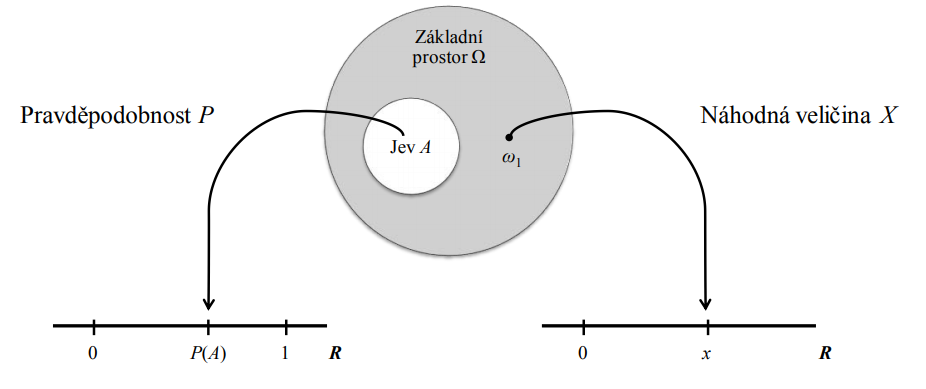 Základní
prostor Ω
Pravděpodobnost P
Náhodná veličina X
Jev A
ω₁
0
P(A)
1
R
0
x
R